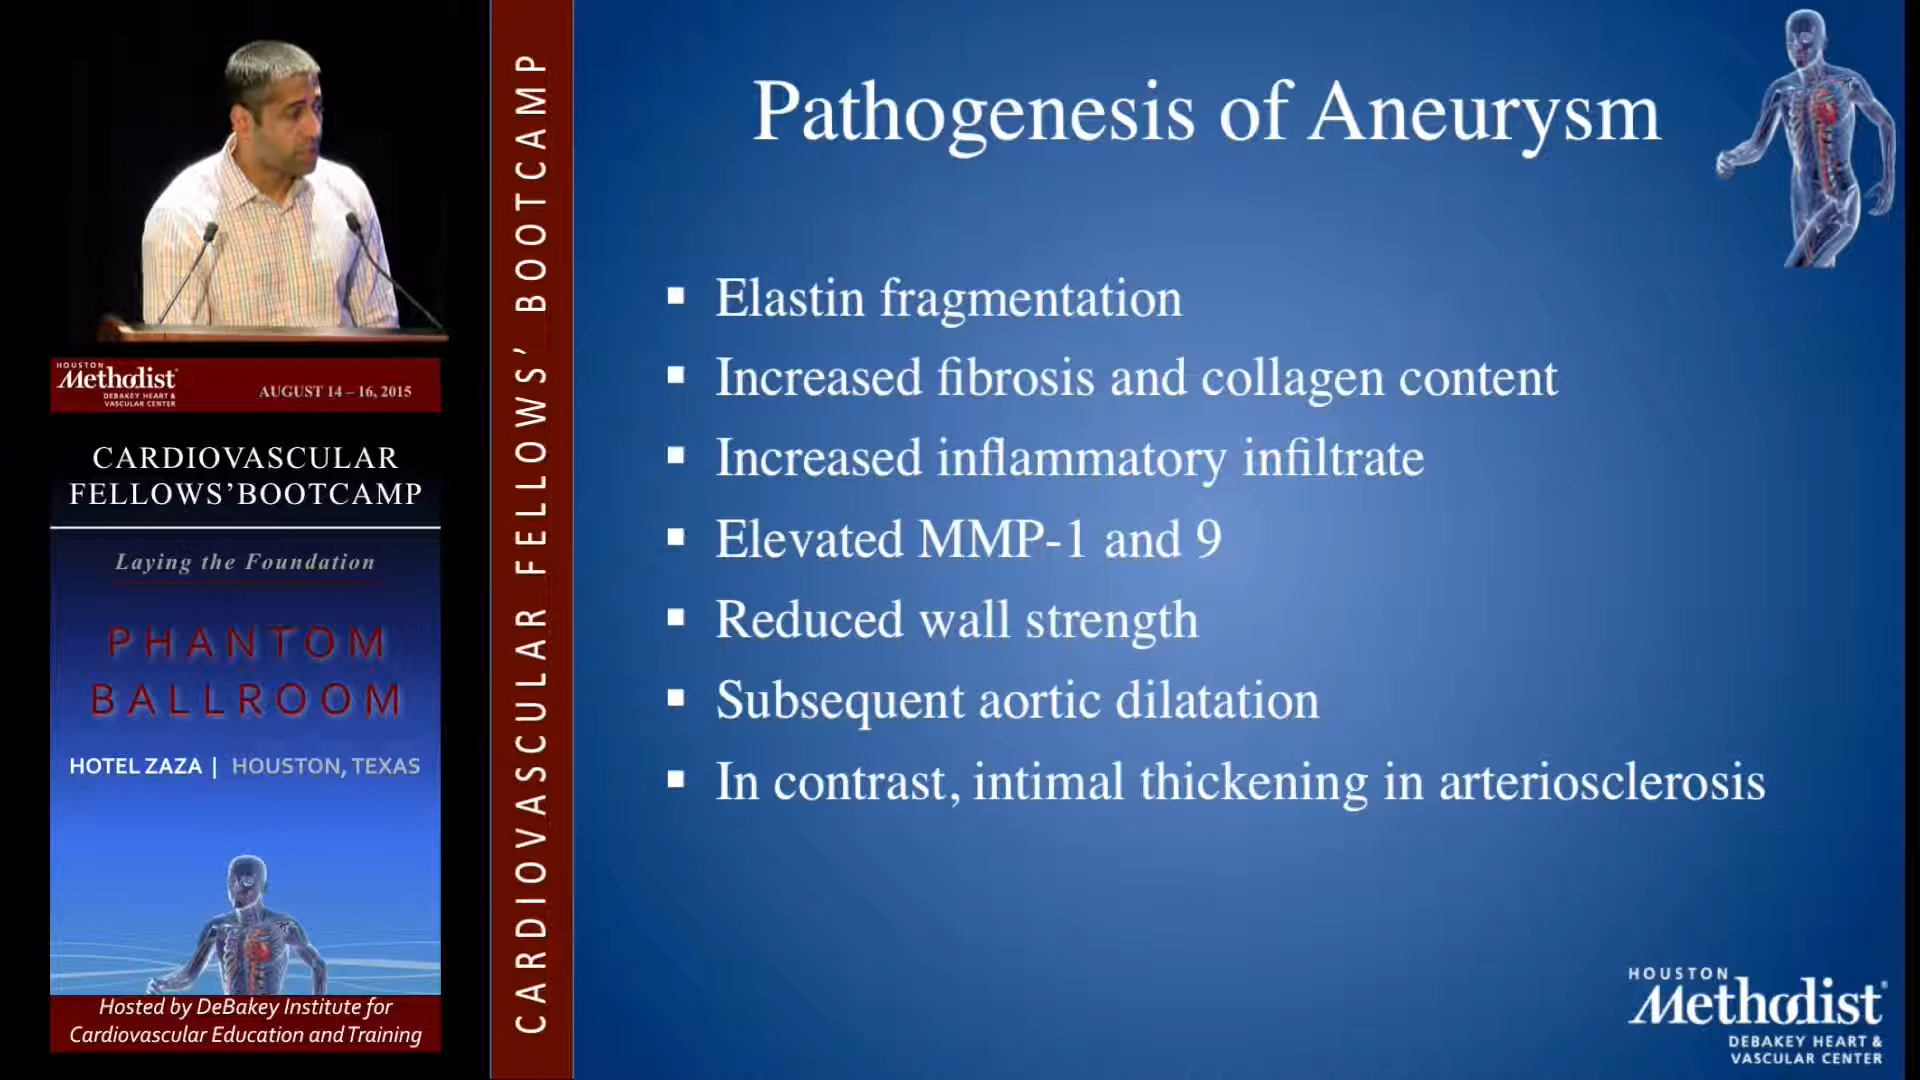 HOUSTON
Methodist
DEBAKEY HEART &
VASCULAR CENTER
AUGUST 14 – 16, 2015
CARDIOVASCULAR
FELLOWS’BOOTCAMP
Laying the Foundation
PHANTOM
BALLROOM
HOTEL ZAZA | HOUSTON, TEXAS
Hosted by DeBakey Institute for
Cardiovascular Education and Training
CARDIOVASCULAR FELLOWS’ BOOTCAMP
Pathogenesis of Aneurysm
▪ Elastin fragmentation
▪ Increased fibrosis and collagen content
▪ Increased inflammatory infiltrate
▪ Elevated MMP-1 and 9
▪ Reduced wall strength
▪ Subsequent aortic dilatation
▪ In contrast, intimal thickening in arteriosclerosis
HOUSTON
Methodist
DEBAKEY HEART &
VASCULAR CENTER